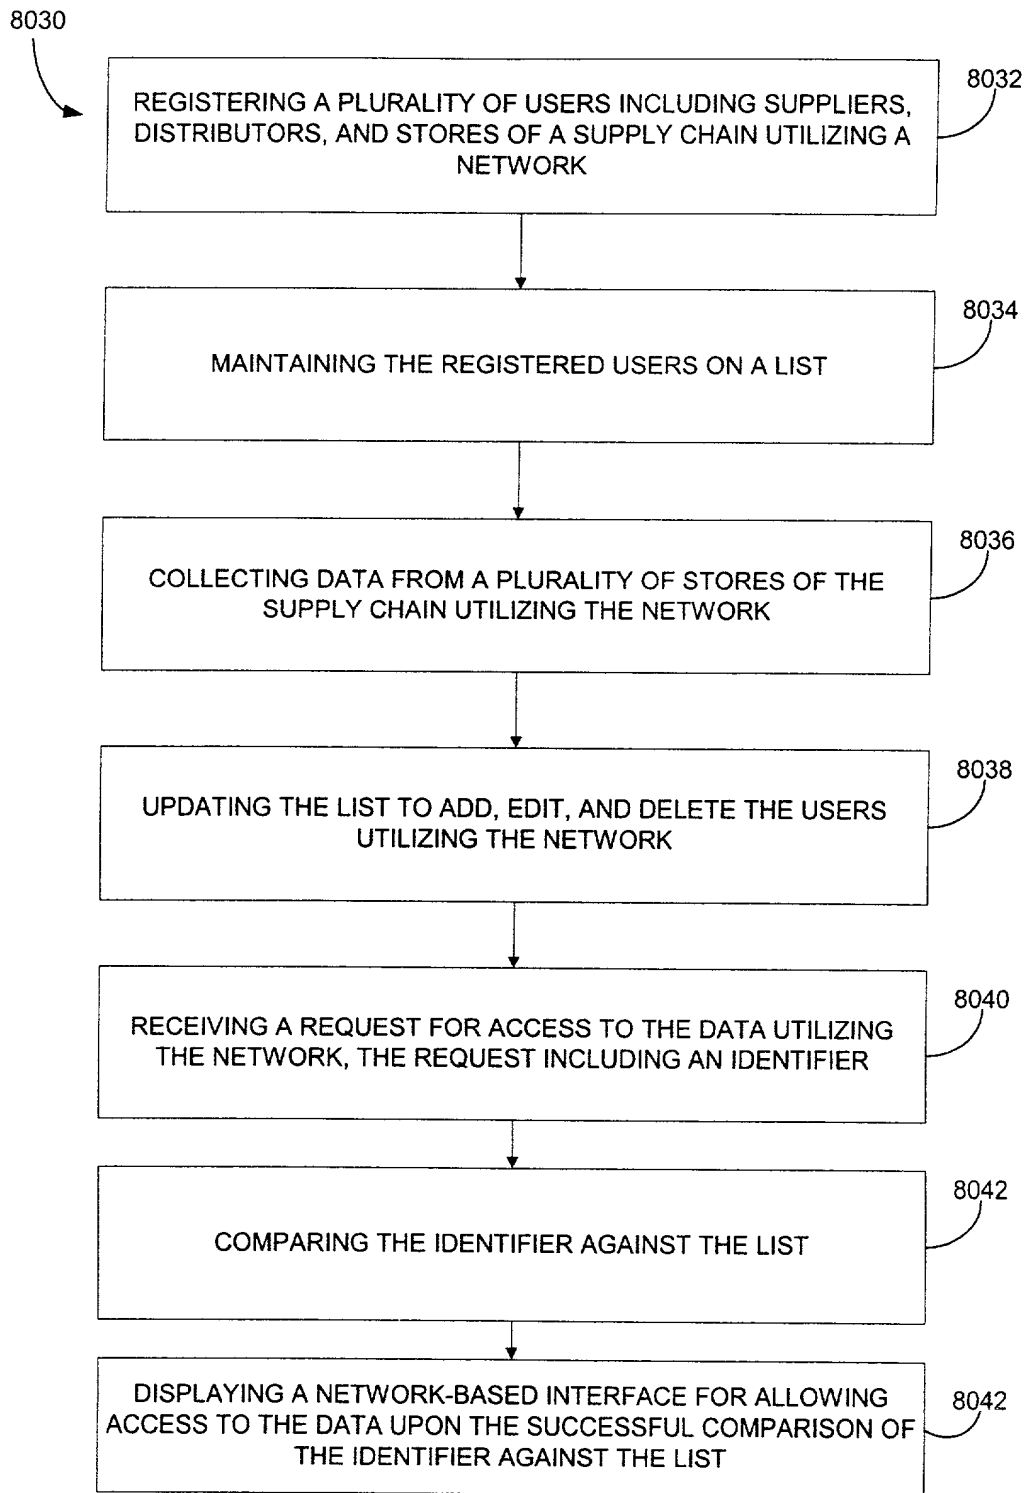 8030
8032
REGISTERING A PLURALITY OF USERS INCLUDING SUPPLIERS,
DISTRIBUTORS, AND STORES OF A SUPPLY CHAIN UTILIZING A
NETWORK
8034
MAINTAINING THE REGISTERED USERS ON A LIST
8036
COLLECTING DATA FROM A PLURALITY OF STORES OF THE
SUPPLY CHAIN UTILIZING THE NETWORK
8038
UPDATING THE LIST TO ADD, EDIT, AND DELETE THE USERS
UTILIZING THE NETWORK
8040
RECEIVING A REQUEST FOR ACCESS TO THE DATA UTILIZING
THE NETWORK, THE REQUEST INCLUDING AN IDENTIFIER
8042
COMPARING THE IDENTIFIER AGAINST THE LIST
8042
DISPLAYING A NETWORK-BASED INTERFACE FOR ALLOWING
ACCESS TO THE DATA UPON THE SUCCESSFUL COMPARISON OF
THE IDENTIFIER AGAINST THE LIST